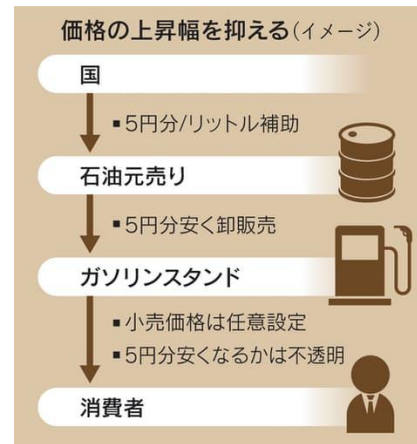 価格の上昇幅を抑える(イメージ)
国
▪5円分/リットル補助
石油元売り
▪5円分安く卸販売
ガソリンスタンド
▪小売価格は任意設定
▪5円分安くなるかは不透明
消費者